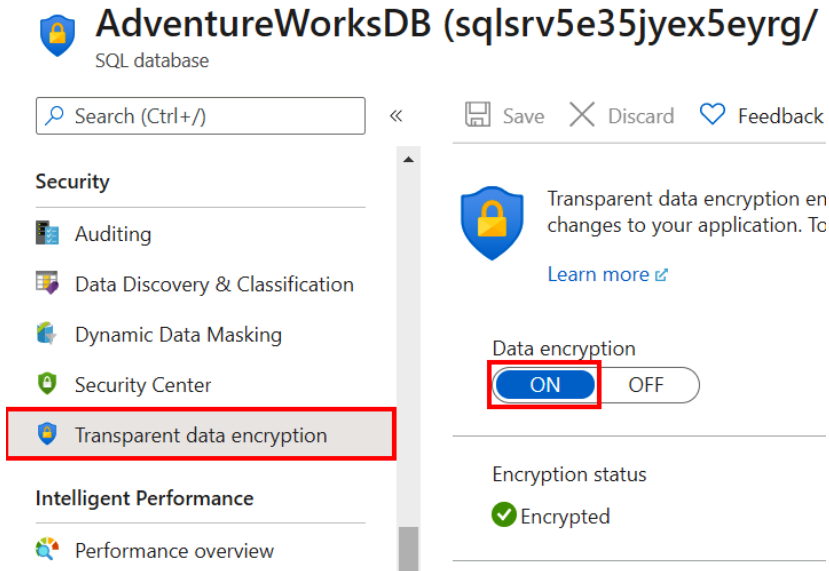 AdventureWorksDB (sqlsrv5e35jyex5eyrg/
SQL database
Search (Ctrl+/)
«
Security
Auditing
Data Discovery & Classification
Dynamic Data Masking
Security Center
Transparent data encryption
Intelligent Performance
Performance overview
Save Discard Feedback
Transparent data encryption en
changes to your application. To
Learn more
Data encryption
ON OFF
Encryption status
Encrypted